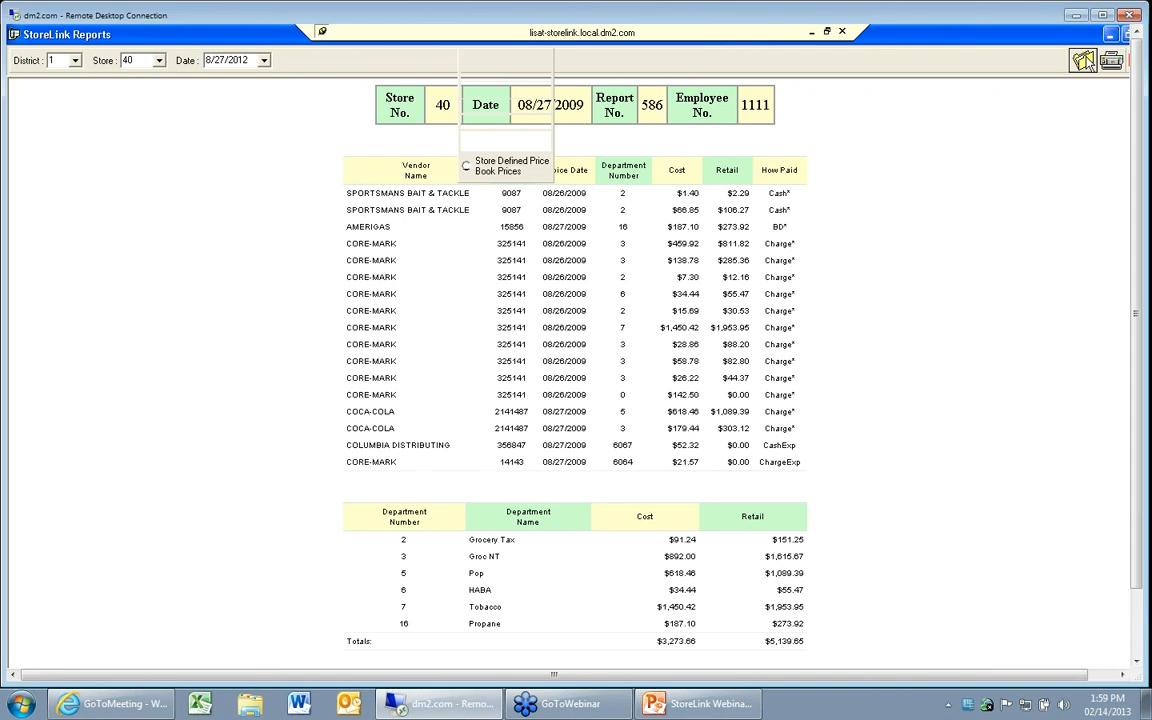 dm2.com - Remote Desktop Connection
StoreLink Reports
lisat-storelink.local.dm2.com
District : 1 Store : 40 Date : 8/27/2012
Store No. 40 Date 08/27/2009 Report No. 586 Employee No. 1111
Store Defined Price
Book Prices
Vendor Name oice Date Department Number Cost Retail How Paid
SPORTSMANS BAIT & TACKLE 9087 08/26/2009 2 $1.40 $2.29 Cash*
SPORTSMANS BAIT & TACKLE 9087 08/26/2009 2 $66.85 $106.27 Cash*
AMERIGAS 15856 08/27/2009 16 $187.10 $273.92 BD*
CORE-MARK 325141 08/26/2009 3 $459.92 $811.82 Charge*
CORE-MARK 325141 08/26/2009 3 $138.78 $285.36 Charge*
CORE-MARK 325141 08/26/2009 2 $7.30 $12.16 Charge*
CORE-MARK 325141 08/26/2009 6 $34.44 $55.47 Charge*
CORE-MARK 325141 08/26/2009 2 $15.69 $30.53 Charge*
CORE-MARK 325141 08/26/2009 7 $1,450.42 $1,953.95 Charge*
CORE-MARK 325141 08/26/2009 3 $28.86 $88.20 Charge*
CORE-MARK 325141 08/26/2009 3 $58.78 $82.80 Charge*
CORE-MARK 325141 08/26/2009 3 $26.22 $44.37 Charge*
CORE-MARK 325141 08/26/2009 0 $142.50 $0.00 Charge*
COCA-COLA 2141487 08/27/2009 5 $618.46 $1,089.39 Charge*
COCA-COLA 2141487 08/27/2009 3 $179.44 $303.12 Charge*
COLUMBIA DISTRIBUTING 356847 08/27/2009 6067 $52.32 $0.00 CashExp
CORE-MARK 14143 08/27/2009 6064 $21.57 $0.00 ChargeExp
Department Number Department Name Cost Retail
2 Grocery Tax $91.24 $151.25
3 Groc NT $892.00 $1,615.67
5 Pop $618.46 $1,089.39
6 HABA $34.44 $55.47
7 Tobacco $1,450.42 $1,953.95
16 Propane $187.10 $273.92
Totals: $3,273.66 $5,139.65
GoToMeeting - W... dm2.com - Remo... GoToWebinar StoreLink Webina...
1:59 PM
02/14/2013